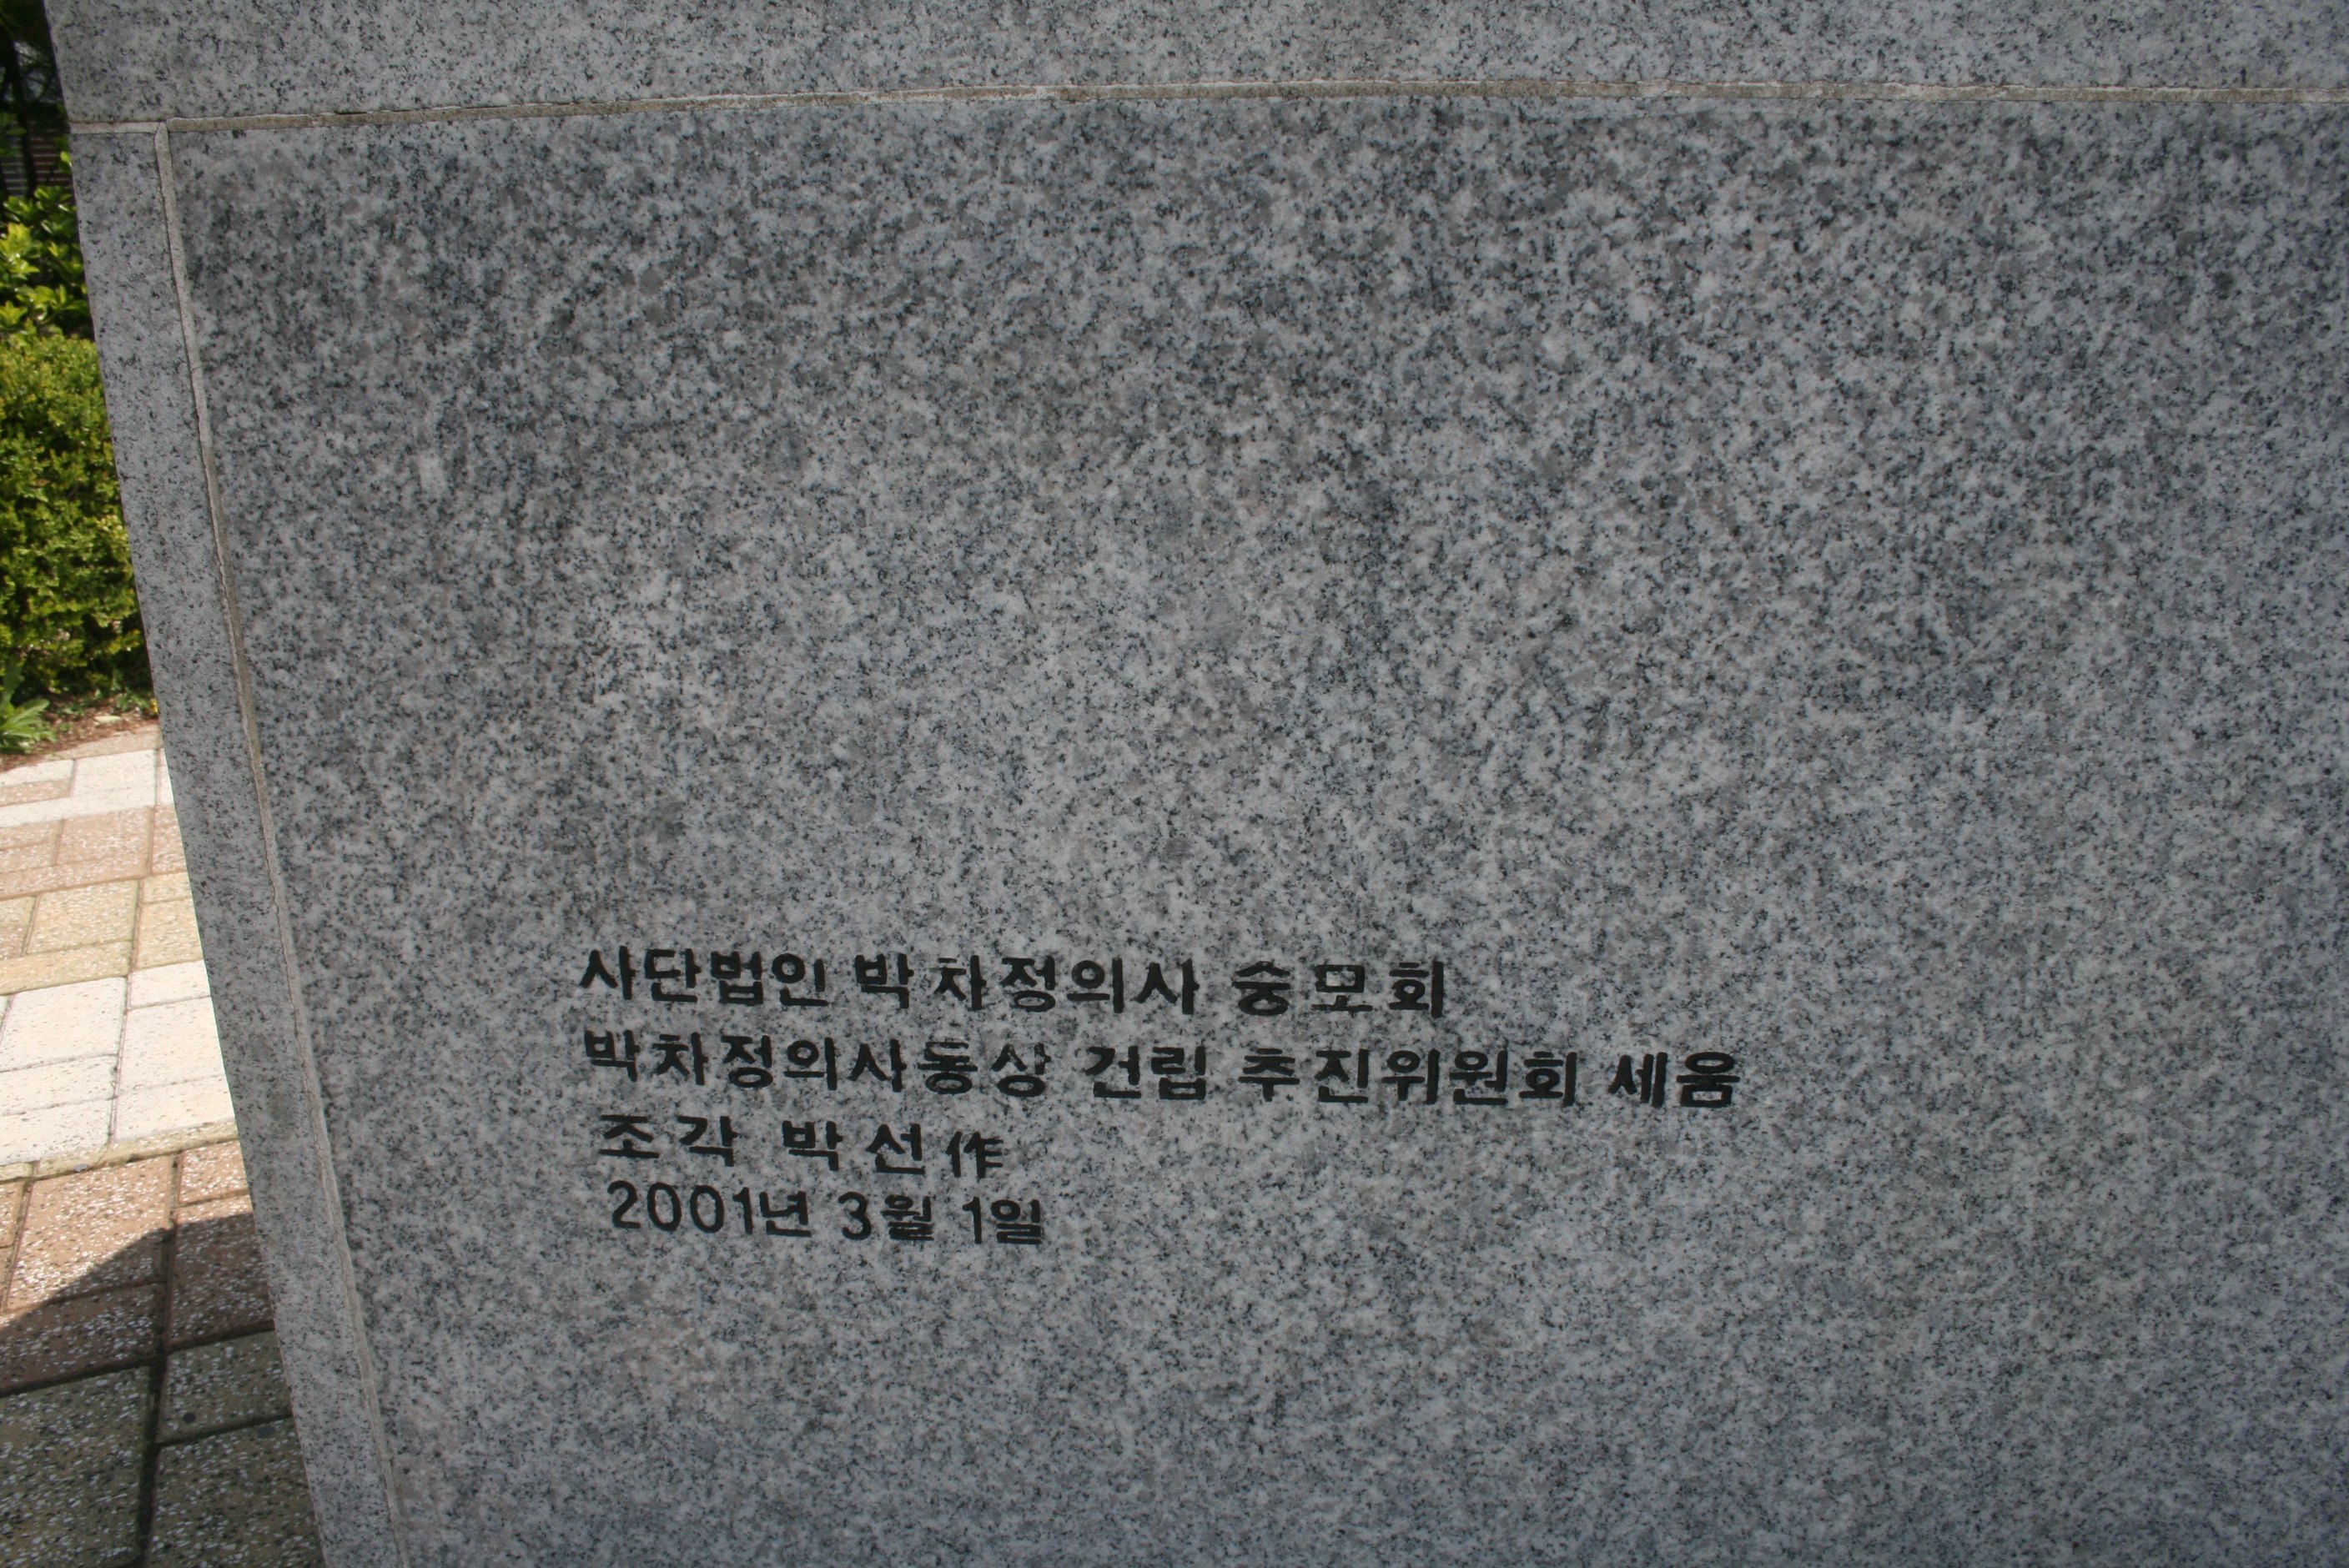 사단법인 박차정의사 숭모회
박차정의사동상 건립 추진위원회 세움
조각 박선作
2001년 3월 1일